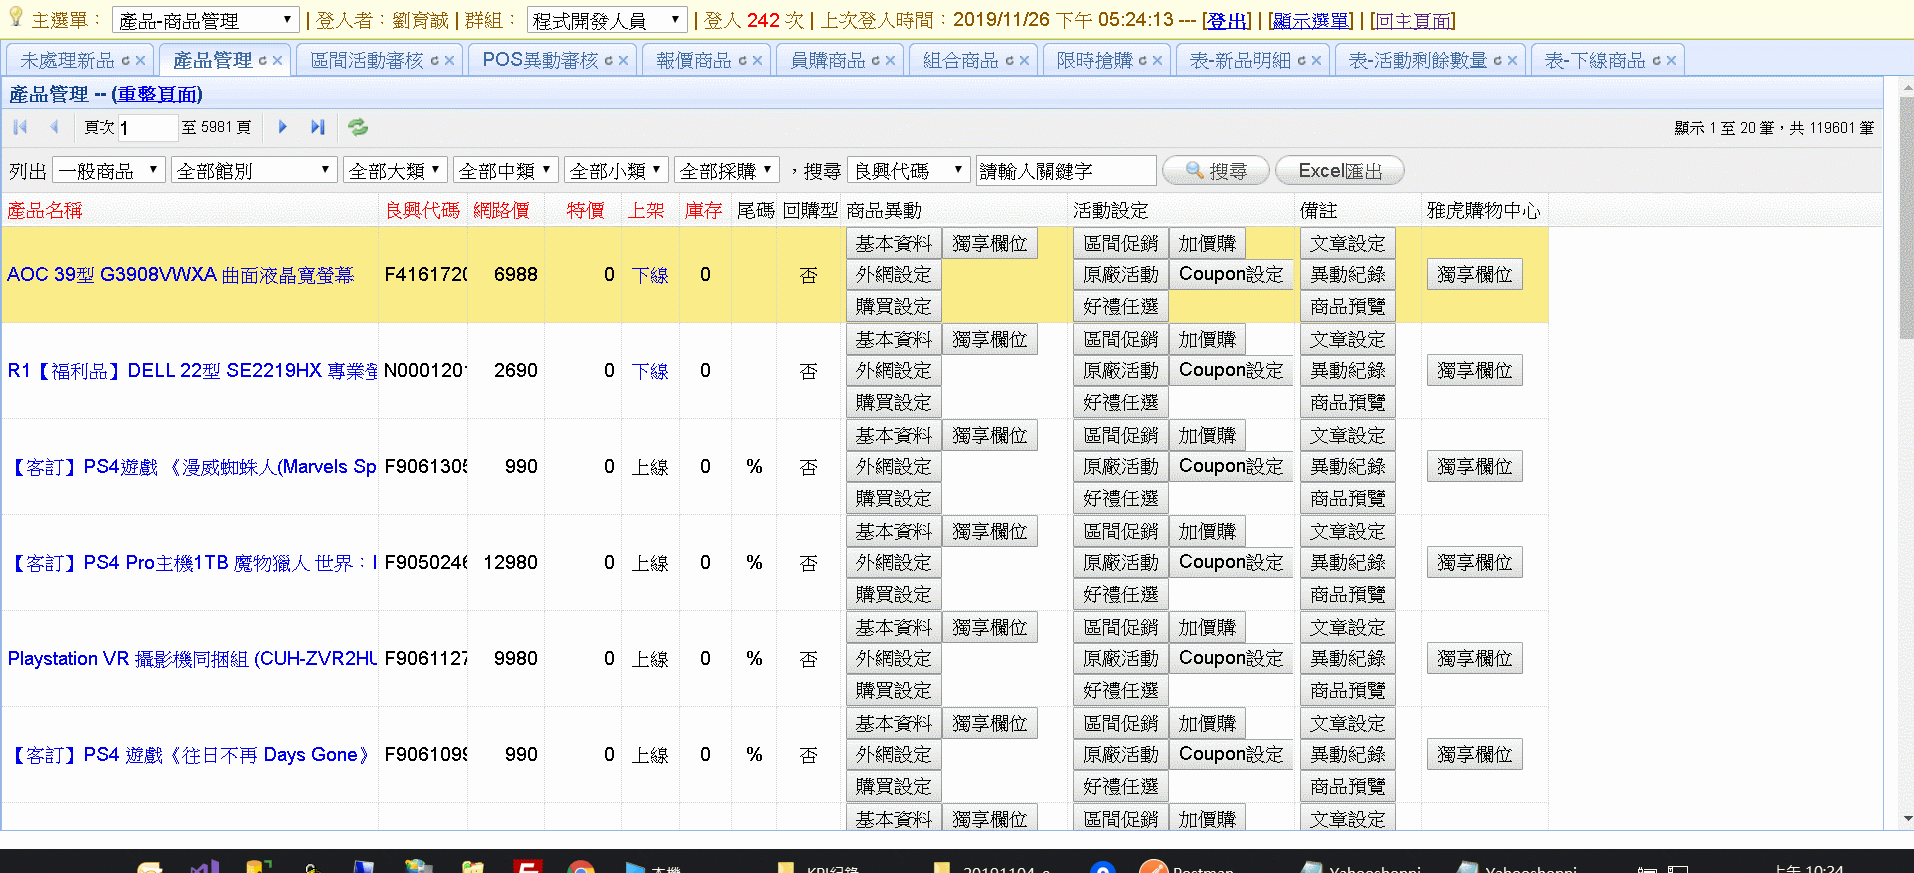 主選單： 產品-商品管理 | 登入者：劉育誠 | 群組： 程式開發人員 | 登入 242 次 | 上次登入時間：2019/11/26 下午 05:24:13 --- [登出] | [顯示選單] | [回主頁面]
未處理新品 產品管理 區間活動審核 POS異動審核 報價商品 員購商品 組合商品 限時搶購 表-新品明細 表-活動剩餘數量 表-下線商品
產品管理 -- (重整頁面)
頁次 1 至 5981 頁 顯示 1 至 20 筆，共 119601 筆
列出 一般商品 全部館別 全部大類 全部中類 全部小類 全部採購 ，搜尋 良興代碼 請輸入關鍵字 搜尋 Excel匯出
產品名稱 良興代碼 網路價 特價 上架 庫存 尾碼 回購型 商品異動 活動設定 備註 雅虎購物中心
基本資料 獨享欄位 區間促銷 加價購 文章設定
AOC 39型 G3908VWXA 曲面液晶寬螢幕 F4161720 6988 0 下線 0 否 外網設定 原廠活動 Coupon設定 異動紀錄 獨享欄位
購買設定 好禮任選 商品預覽
基本資料 獨享欄位 區間促銷 加價購 文章設定
R1【福利品】DELL 22型 SE2219HX 專業螢 N0001201 2690 0 下線 0 否 外網設定 原廠活動 Coupon設定 異動紀錄 獨享欄位
購買設定 好禮任選 商品預覽
基本資料 獨享欄位 區間促銷 加價購 文章設定
【客訂】PS4遊戲 《漫威蜘蛛人(Marvels Sp F9061305 990 0 上線 0 % 否 外網設定 原廠活動 Coupon設定 異動紀錄 獨享欄位
購買設定 好禮任選 商品預覽
基本資料 獨享欄位 區間促銷 加價購 文章設定
【客訂】PS4 Pro主機1TB 魔物獵人 世界：I F9050246 12980 0 上線 0 % 否 外網設定 原廠活動 Coupon設定 異動紀錄 獨享欄位
購買設定 好禮任選 商品預覽
基本資料 獨享欄位 區間促銷 加價購 文章設定
Playstation VR 攝影機同捆組 (CUH-ZVR2HU F9061127 9980 0 上線 0 % 否 外網設定 原廠活動 Coupon設定 異動紀錄 獨享欄位
購買設定 好禮任選 商品預覽
基本資料 獨享欄位 區間促銷 加價購 文章設定
【客訂】PS4 遊戲《往日不再 Days Gone》 F9061099 990 0 上線 0 % 否 外網設定 原廠活動 Coupon設定 異動紀錄 獨享欄位
購買設定 好禮任選 商品預覽
基本資料 獨享欄位 區間促銷 加價購 文章設定
本機 KPI紀錄 20191104_e Postman Yahooshoppi Yahooshoppi 上午 10:24